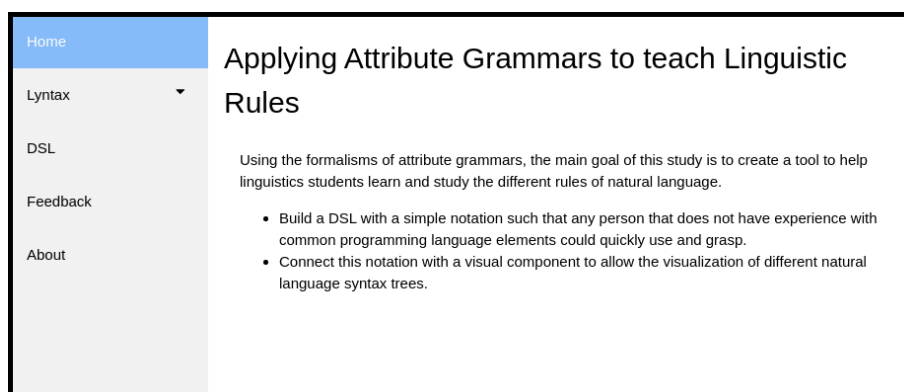 Home
Lyntax
DSL
Feedback
About
Applying Attribute Grammars to teach Linguistic
Rules
Using the formalisms of attribute grammars, the main goal of this study is to create a tool to help
linguistics students learn and study the different rules of natural language.
• Build a DSL with a simple notation such that any person that does not have experience with
common programming language elements could quickly use and grasp.
• Connect this notation with a visual component to allow the visualization of different natural
language syntax trees.